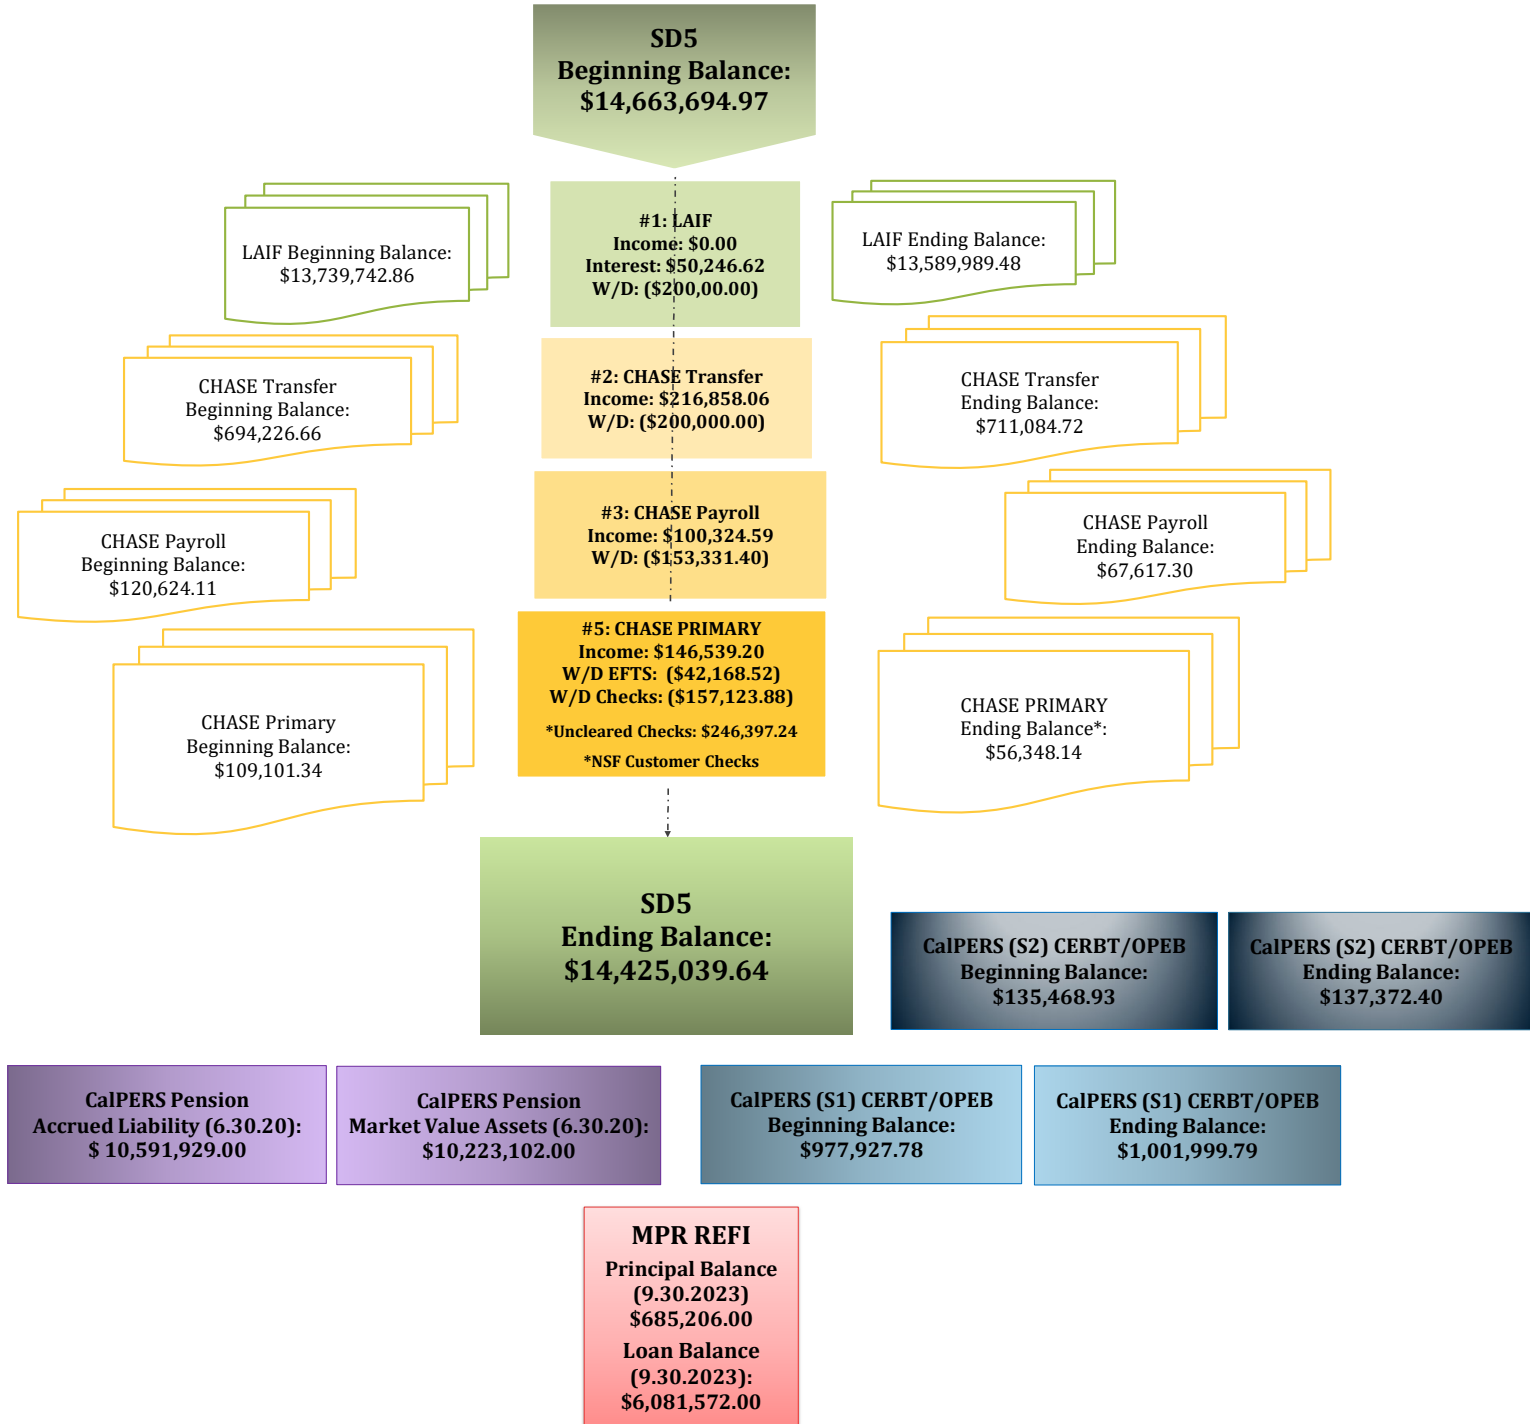 SD5
Beginning Balance:
$14,663,694.97
LAIF Beginning Balance:
$13,739,742.86
#1: LAIF
Income: $0.00
Interest: $50,246.62
W/D: ($200,00.00)
LAIF Ending Balance:
$13,589,989.48
CHASE Transfer
Beginning Balance:
$694,226.66
#2: CHASE Transfer
Income: $216,858.06
W/D: ($200,000.00)
CHASE Transfer
Ending Balance:
$711,084.72
CHASE Payroll
Beginning Balance:
$120,624.11
#3: CHASE Payroll
Income: $100,324.59
W/D: ($153,331.40)
CHASE Payroll
Ending Balance:
$67,617.30
CHASE Primary
Beginning Balance:
$109,101.34
#5: CHASE PRIMARY
Income: $146,539.20
W/D EFTS:  ($42,168.52)
W/D Checks: ($157,123.88)
*Uncleared Checks: $246,397.24
*NSF Customer Checks
CHASE PRIMARY
Ending Balance*:
$56,348.14
SD5
Ending Balance:
$14,425,039.64
CalPERS (S2) CERBT/OPEB
Beginning Balance:
$135,468.93
CalPERS (S2) CERBT/OPEB
Ending Balance:
$137,372.40
CalPERS Pension
Accrued Liability (6.30.20):
$ 10,591,929.00
CalPERS Pension
Market Value Assets (6.30.20):
$10,223,102.00
CalPERS (S1) CERBT/OPEB
Beginning Balance:
$977,927.78
CalPERS (S1) CERBT/OPEB
Ending Balance:
$1,001,999.79
MPR REFI
Principal Balance
(9.30.2023)
$685,206.00
Loan Balance
(9.30.2023):
$6,081,572.00